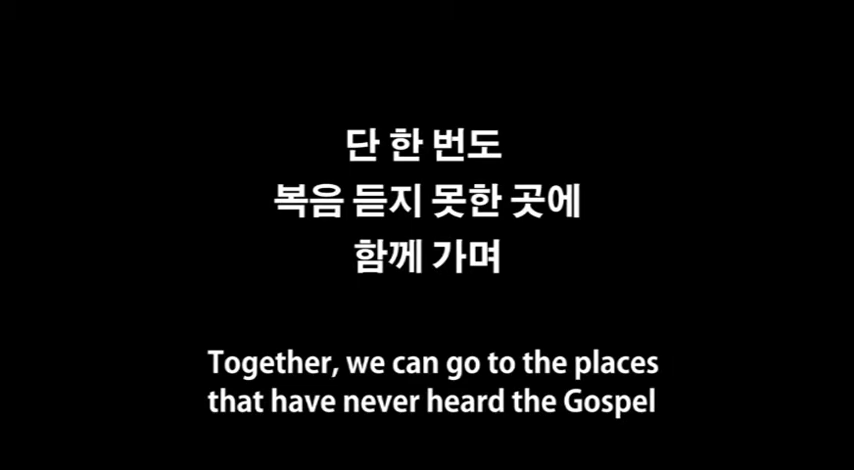 단 한 번도
복음 듣지 못한 곳에
함께 가며
Together, we can go to the places
that have never heard the Gospel